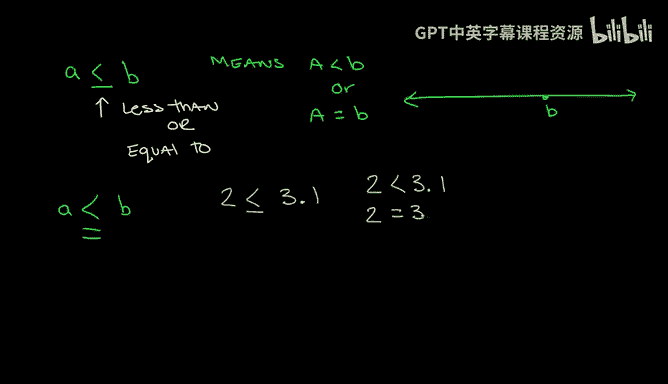 GPT中英字幕课程资源 bilibili
a ≤ b MEANS A < b
or
A = b
b
↑ Less than
OR
Equal to
a ≦ b
2 ≤ 3.1
2 < 3.1
2 = 3